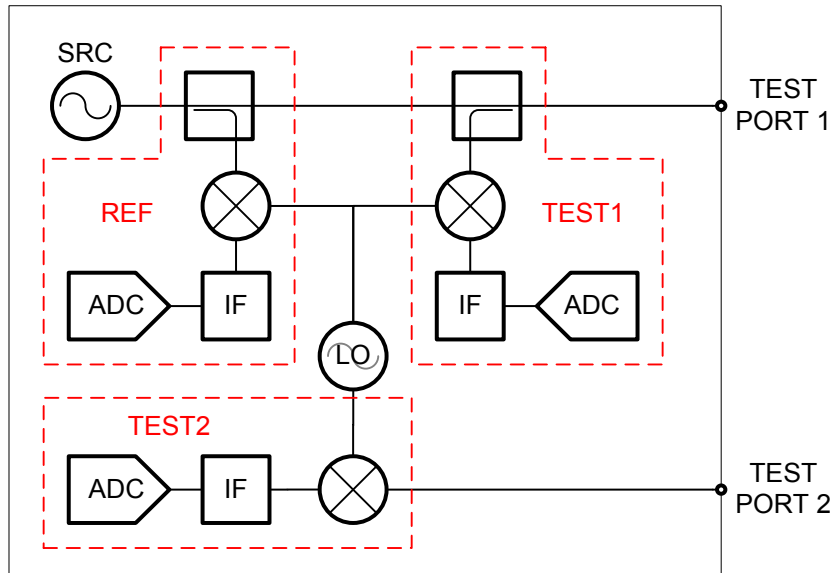 SRC
TEST
PORT 1
REF
TEST1
ADC
IF
IF
ADC
LO
TEST2
ADC
IF
TEST
PORT 2